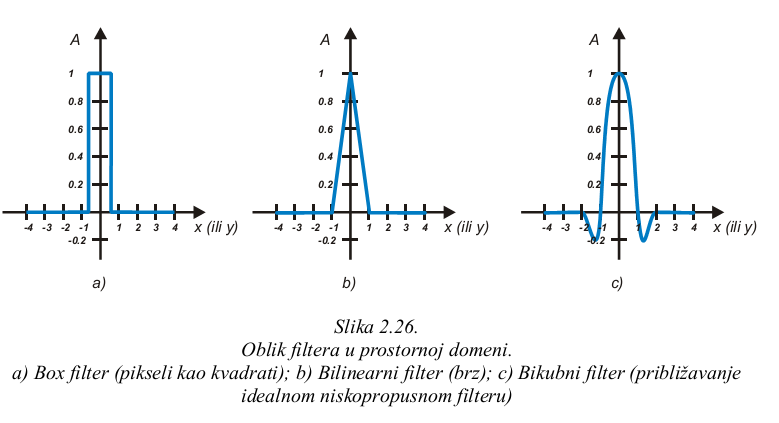 A
1
0.8
0.6
0.4
0.2
-4 -3 -2 -1 1 2 3 4 x (ili y)
-0.2
a)
A
1
0.8
0.6
0.4
0.2
-4 -3 -2 -1 1 2 3 4 x (ili y)
-0.2
b)
A
1
0.8
0.6
0.4
0.2
-4 -3 -2 -1 1 2 3 4 x (ili y)
-0.2
c)
Slika 2.26.
Oblik filtera u prostornoj domeni.
a) Box filter (pikseli kao kvadrati); b) Bilinearni filter (brz); c) Bikubni filter (približavanje
idealnom niskopropusnom filteru)